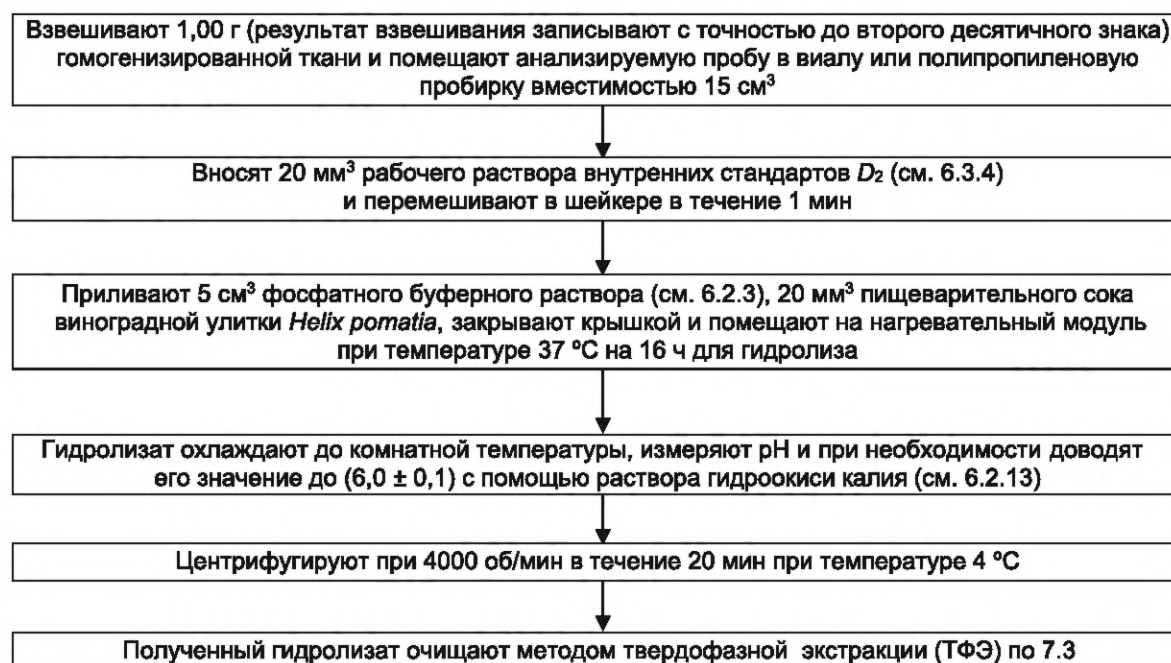 Взвешивают 1,00 г (результат взвешивания записывают с точностью до второго десятичного знака)
гомогенизированной ткани и помещают анализируемую пробу в виалу или полипропиленовую
пробирку вместимостью 15 см³
Вносят 20 мм³ рабочего раствора внутренних стандартов D₂ (см. 6.3.4)
и перемешивают в шейкере в течение 1 мин
Приливают 5 см³ фосфатного буферного раствора (см. 6.2.3), 20 мм³ пищеварительного сока
виноградной улитки Helix pomatia, закрывают крышкой и помещают на нагревательный модуль
при температуре 37 ºС на 16 ч для гидролиза
Гидролизат охлаждают до комнатной температуры, измеряют pH и при необходимости доводят
его значение до (6,0 ± 0,1) с помощью раствора гидроокиси калия (см. 6.2.13)
Центрифугируют при 4000 об/мин в течение 20 мин при температуре 4 ºС
Полученный гидролизат очищают методом твердофазной экстракции (ТФЭ) по 7.3